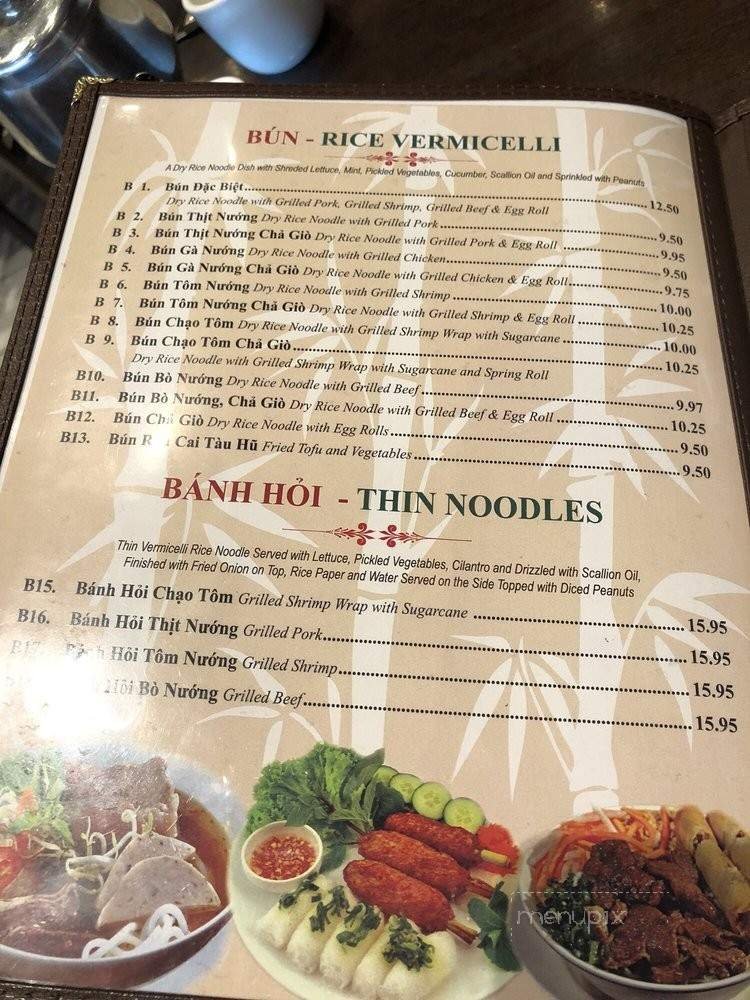 BÚN - RICE VERMICELLI
A Dry Rice Noodle Dish with Shreded Lettuce, Mint, Pickled Vegetables, Cucumber, Scallion Oil and Sprinkled with Peanuts
B 1. Bún Đặc Biệt 12.50
Dry Rice Noodle with Grilled Pork, Grilled Shrimp, Grilled Beef & Egg Roll
B 2. Bún Thịt Nướng Dry Rice Noodle with Grilled Pork 9.50
B 3. Bún Thịt Nướng Chả Giò Dry Rice Noodle with Grilled Pork & Egg Roll 9.95
B 4. Bún Gà Nướng Dry Rice Noodle with Grilled Chicken 9.50
B 5. Bún Gà Nướng Chả Giò Dry Rice Noodle with Grilled Chicken & Egg Roll 9.75
B 6. Bún Tôm Nướng Dry Rice Noodle with Grilled Shrimp 10.00
B 7. Bún Tôm Nướng Chả Giò Dry Rice Noodle with Grilled Shrimp & Egg Roll 10.25
B 8. Bún Chạo Tôm Dry Rice Noodle with Grilled Shrimp Wrap with Sugarcane 10.00
B 9. Bún Chạo Tôm Chả Giò 10.25
Dry Rice Noodle with Grilled Shrimp Wrap with Sugarcane and Spring Roll
B10. Bún Bò Nướng Dry Rice Noodle with Grilled Beef 9.97
B11. Bún Bò Nướng, Chả Giò Dry Rice Noodle with Grilled Beef & Egg Roll 10.25
B12. Bún Chả Giò Dry Rice Noodle with Egg Rolls 9.50
B13. Bún Cai Tàu Hũ Fried Tofu and Vegetables 9.50
BÁNH HỎI - THIN NOODLES
Thin Vermicelli Rice Noodle Served with Lettuce, Pickled Vegetables, Cilantro and Drizzled with Scallion Oil,
Finished with Fried Onion on Top, Rice Paper and Water Served on the Side Topped with Diced Peanuts
B15. Bánh Hỏi Chạo Tôm Grilled Shrimp Wrap with Sugarcane 15.95
B16. Bánh Hỏi Thịt Nướng Grilled Pork 15.95
B17. Bánh Hỏi Tôm Nướng Grilled Shrimp 15.95
Hỏi Bò Nướng Grilled Beef 15.95
menupix